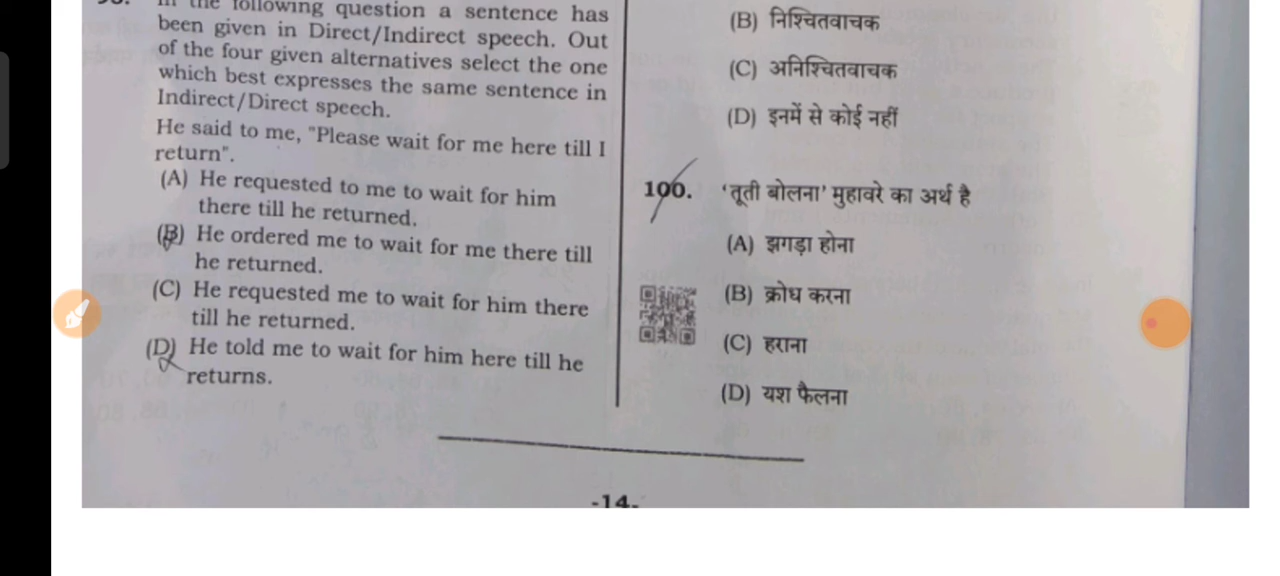 In the following question a sentence has
been given in Direct/Indirect speech. Out
of the four given alternatives select the one
which best expresses the same sentence in
Indirect/Direct speech.
He said to me, "Please wait for me here till I
return".
(A) He requested to me to wait for him
there till he returned.
(B) He ordered me to wait for me there till
he returned.
(C) He requested me to wait for him there
till he returned.
(D) He told me to wait for him here till he
returns.
(B) निश्चितवाचक
(C) अनिश्चितवाचक
(D) इनमें से कोई नहीं
100. ‘तूती बोलना’ मुहावरे का अर्थ है
(A) झगड़ा होना
(B) क्रोध करना
(C) हराना
(D) यश फैलना
-14-